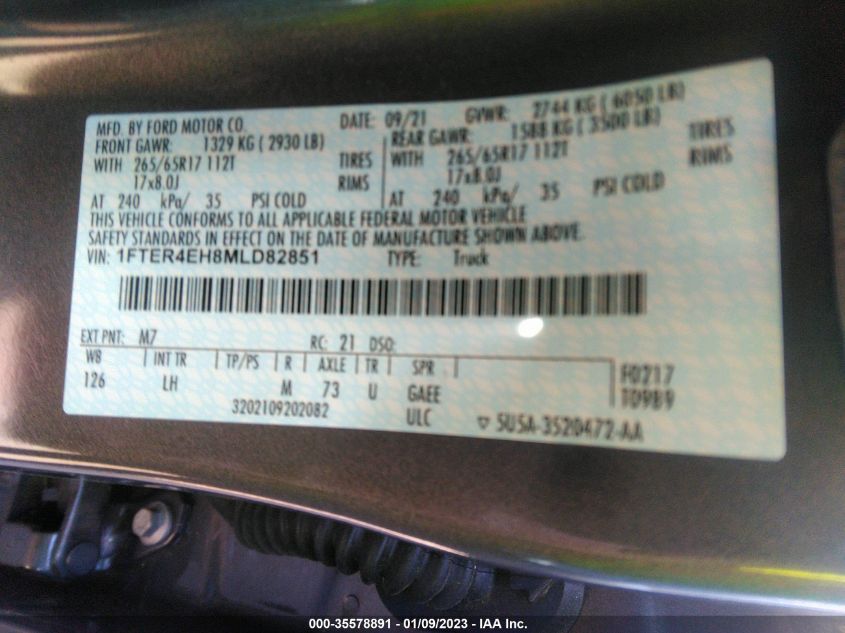 MFD. BY FORD MOTOR CO. DATE: 09/21 GVWR: 2744 KG ( 6050 LB)
FRONT GAWR: 1329 KG ( 2930 LB) REAR GAWR: 1588 KG ( 3500 LB)
WITH 265/65R17 112T TIRES WITH 265/65R17 112T TIRES
17x8.0J RIMS 17x8.0J RIMS
AT 240 kPa/ 35 PSI COLD AT 240 kPa/ 35 PSI COLD
THIS VEHICLE CONFORMS TO ALL APPLICABLE FEDERAL MOTOR VEHICLE
SAFETY STANDARDS IN EFFECT ON THE DATE OF MANUFACTURE SHOWN ABOVE.
VIN: 1FTER4EH8MLD82851 TYPE: Truck
EXT PNT: M7 RC: 21 DSO:
WB INT TR TP/PS R AXLE TR SPR F0217
126 LH M 73 U GAEE T0989
3202109202082 ULC ▽ 5U5A-3520472-AA
000-35578891 - 01/09/2023 - IAA Inc.